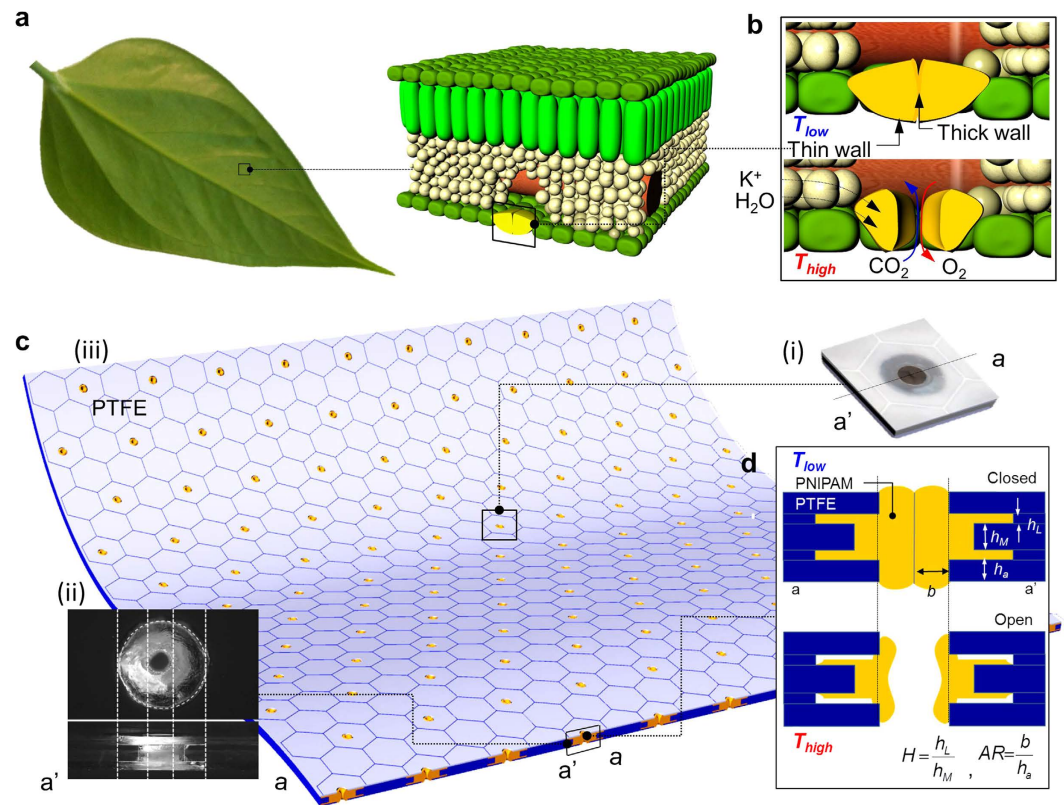 a
b
T_low
Thick wall
Thin wall
K⁺
H₂O
T_high
CO₂
O₂
c
(iii)
PTFE
(i)
a
a'
(ii)
a'
a
a'
a
d
T_low
PNIPAM
PTFE
Closed
h_L
h_M
h_a
b
a
a'
Open
T_high
H = h_L / h_M , AR = b / h_a